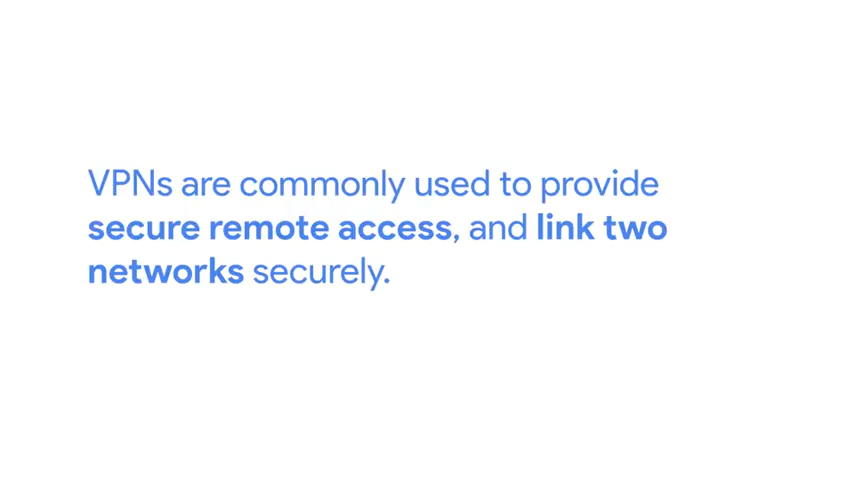 VPNs are commonly used to provide
secure remote access, and link two
networks securely.